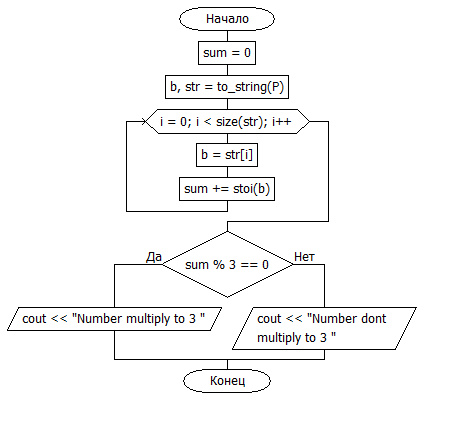 Начало
sum = 0
b, str = to_string(P)
i = 0; i < size(str); i++
b = str[i]
sum += stoi(b)
Да
sum % 3 == 0
Нет
cout << "Number multiply to 3 "
cout << "Number dont
multiply to 3 "
Конец